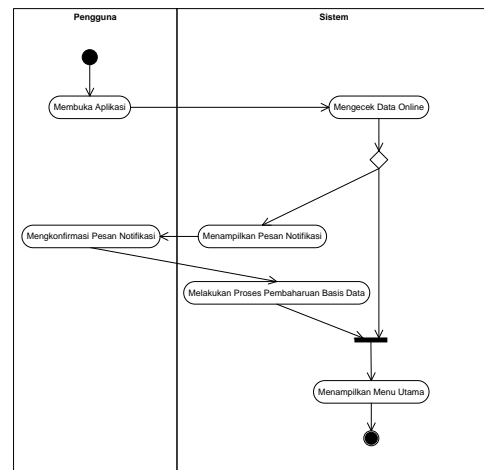 Pengguna
Sistem
Membuka Aplikasi
Mengecek Data Online
Mengkonfirmasi Pesan Notifikasi
Menampilkan Pesan Notifikasi
Melakukan Proses Pembaharuan Basis Data
Menampilkan Menu Utama